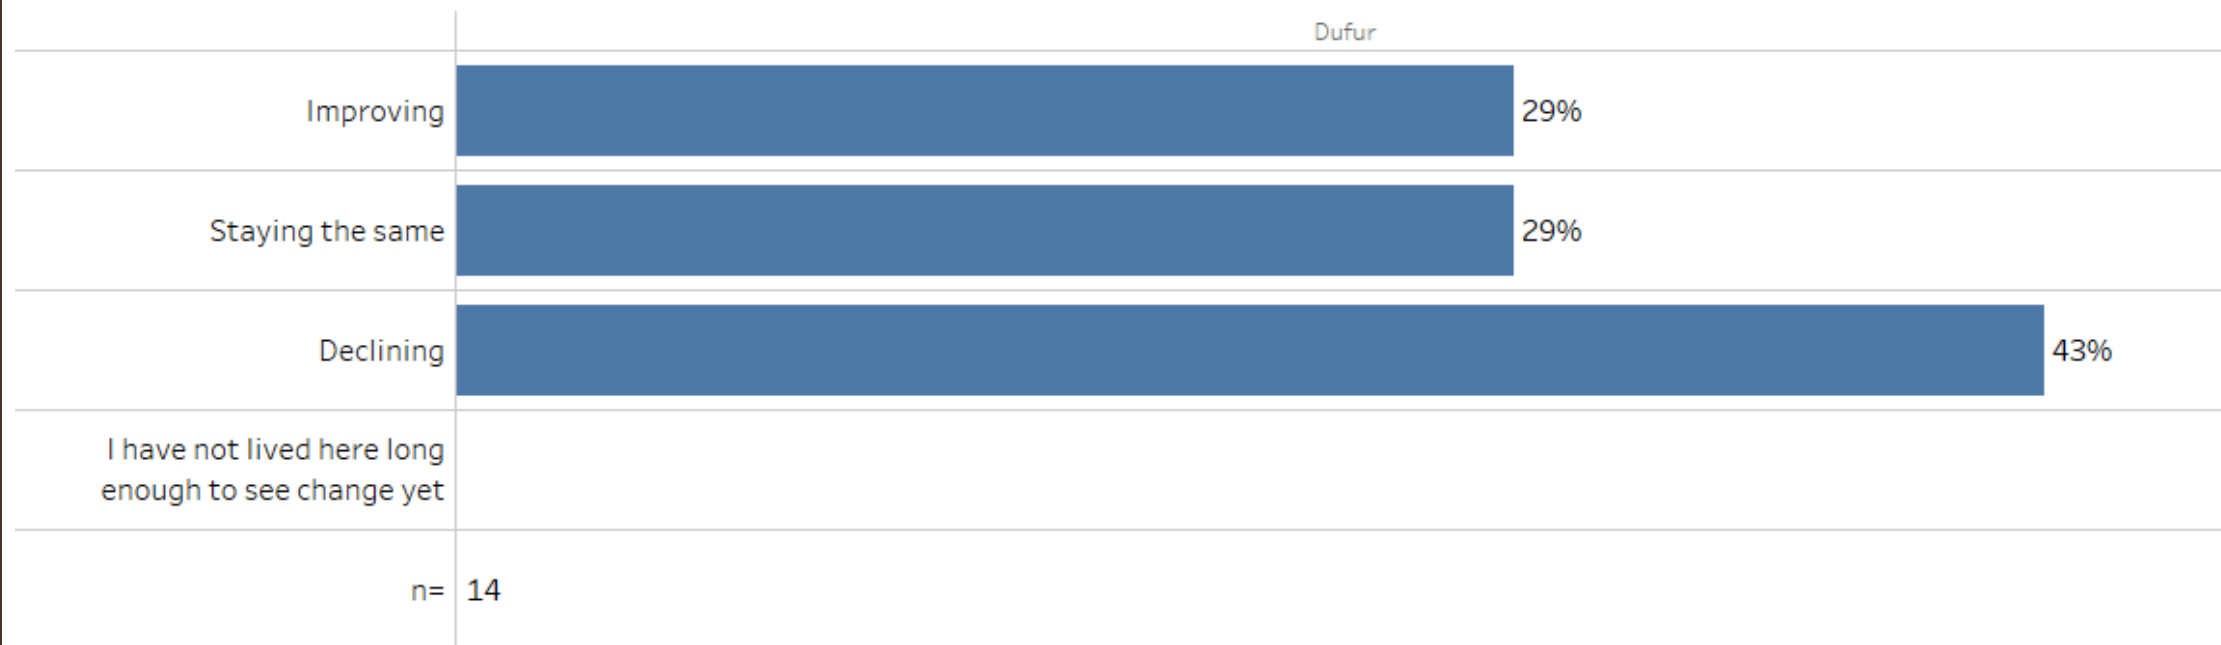 Dufur
Improving 29%
Staying the same 29%
Declining 43%
I have not lived here long
enough to see change yet
n= 14